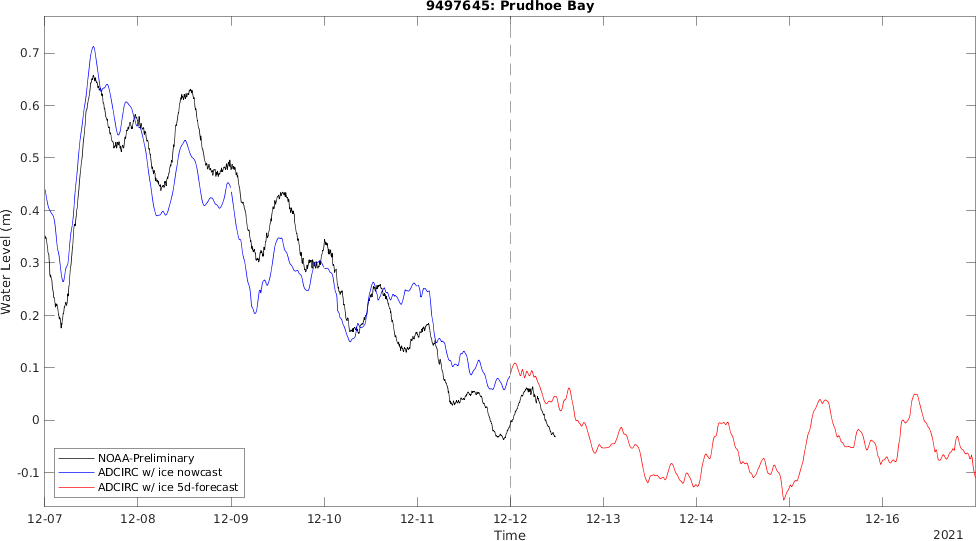 9497645: Prudhoe Bay
Water Level (m)
0.7
0.6
0.5
0.4
0.3
0.2
0.1
0
-0.1
NOAA-Preliminary
ADCIRC w/ ice nowcast
ADCIRC w/ ice 5d-forecast
12-07 12-08 12-09 12-10 12-11 12-12 12-13 12-14 12-15 12-16
Time
2021